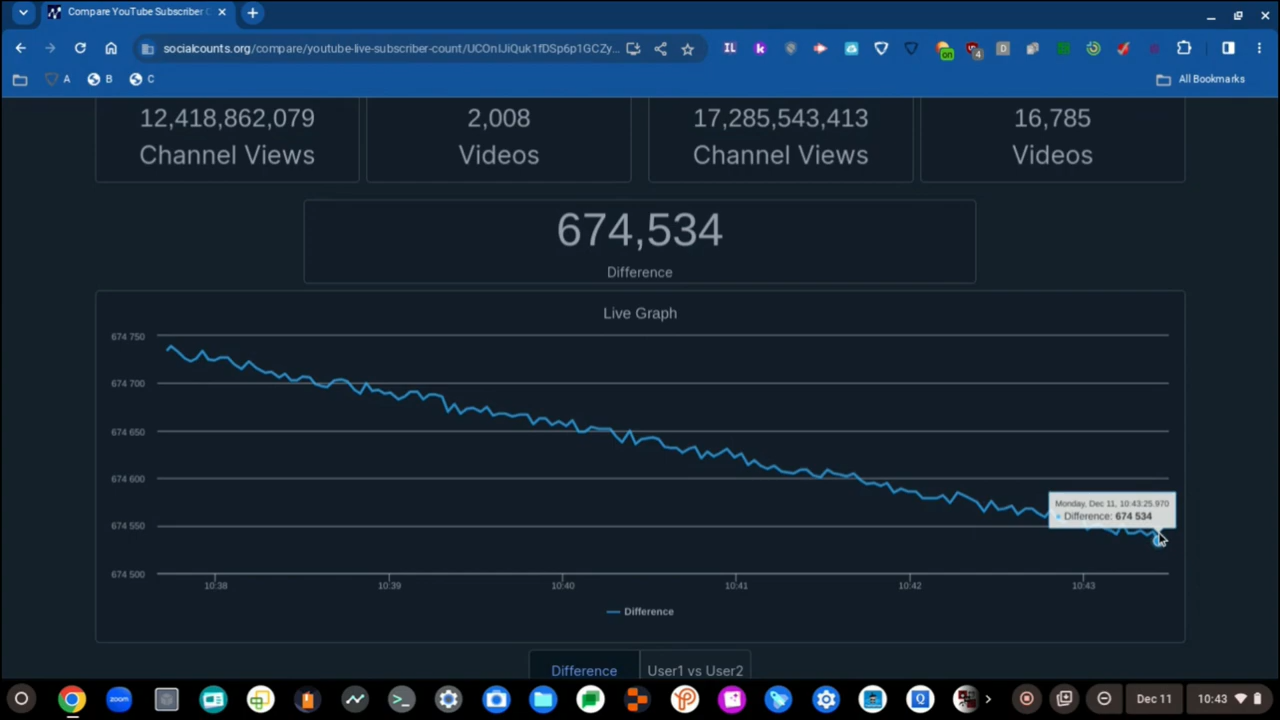 Compare YouTube Subscriber C
socialcounts.org/compare/youtube-live-subscriber-count/UCOnIJiQuk1fDSp6p1GCZy...
IL
k
on
4
D
A
B
C
All Bookmarks
12,418,862,079
Channel Views
2,008
Videos
17,285,543,413
Channel Views
16,785
Videos
674,534
Difference
Live Graph
674 750
674 700
674 650
674 600
674 550
674 500
Monday, Dec 11, 10:43:25.970
Difference: 674 534
10:38
10:39
10:40
10:41
10:42
10:43
Difference
Difference
User1 vs User2
zoom
Q
Dec 11
10:43